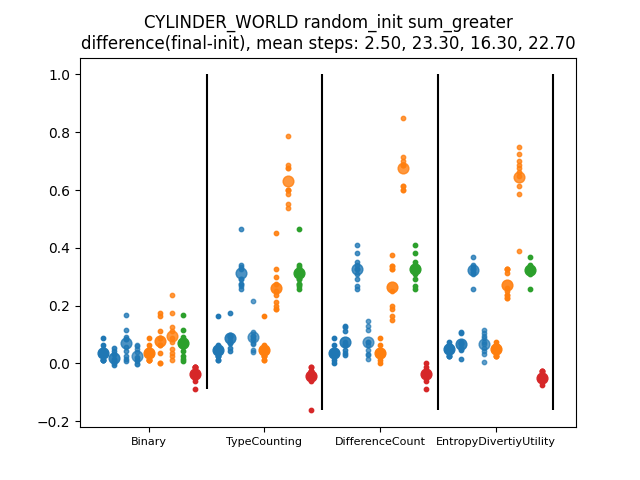 CYLINDER_WORLD random_init sum_greater
difference(final-init), mean steps: 2.50, 23.30, 16.30, 22.70
1.0
0.8
0.6
0.4
0.2
0.0
−0.2
Binary TypeCounting DifferenceCount EntropyDivertiyUtility